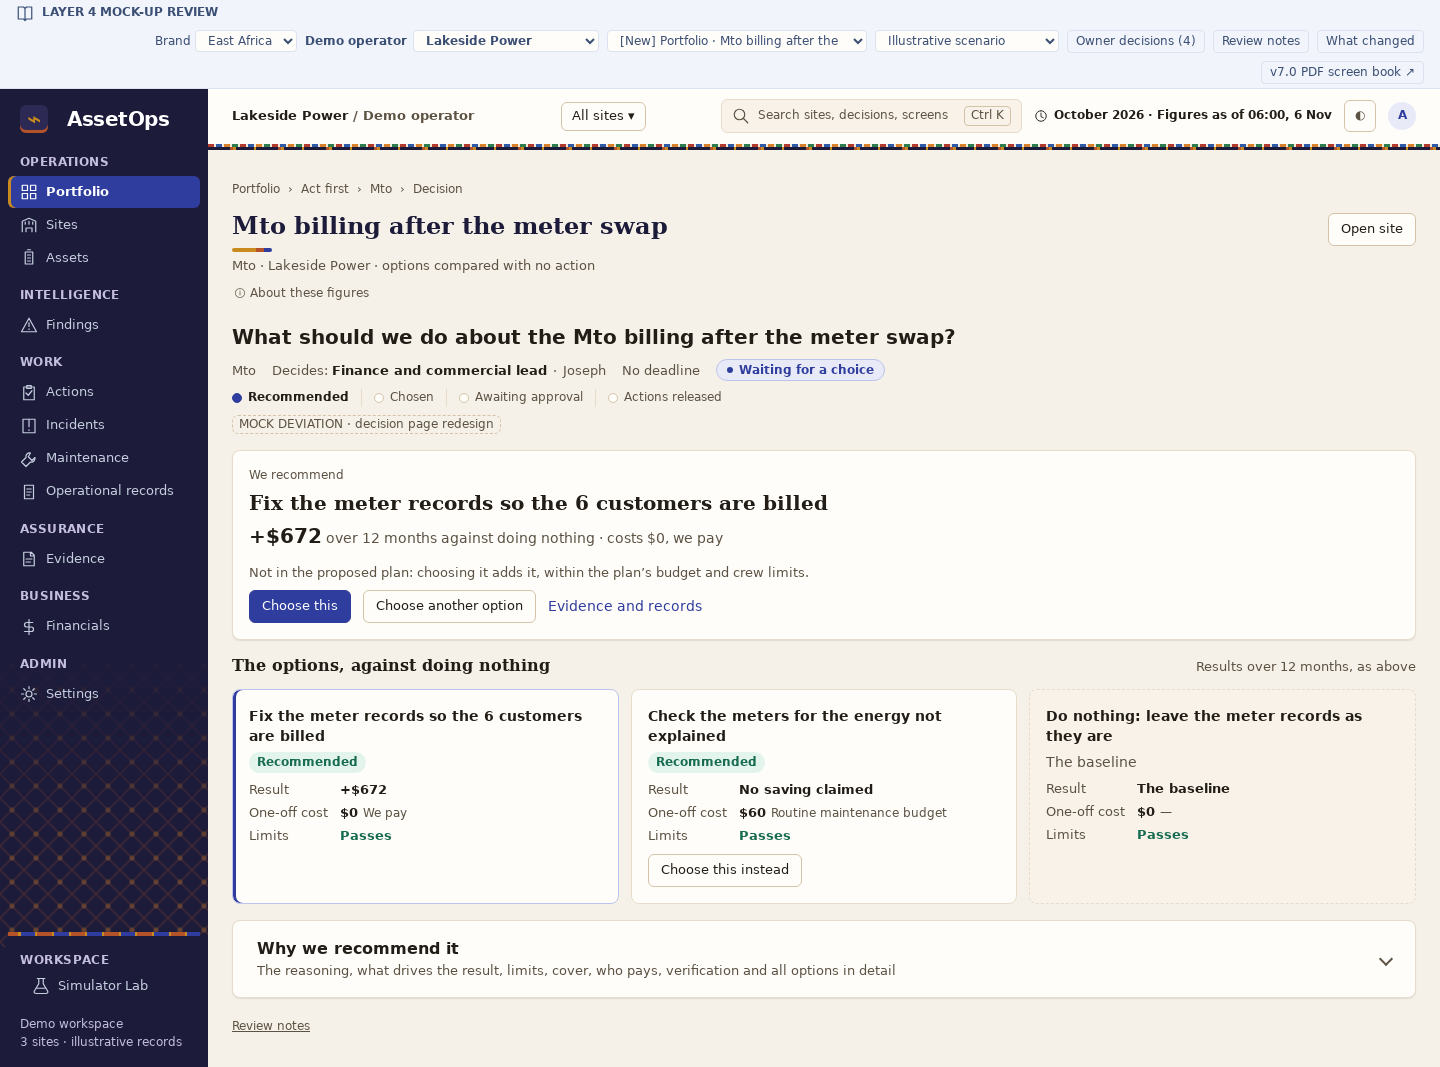 LAYER 4 MOCK-UP REVIEW
Brand East Africa Demo operator Lakeside Power [New] Portfolio · Mto billing after the Illustrative scenario Owner decisions (4) Review notes What changed
v7.0 PDF screen book ↗
AssetOps
OPERATIONS
Portfolio
Sites
Assets
INTELLIGENCE
Findings
WORK
Actions
Incidents
Maintenance
Operational records
ASSURANCE
Evidence
BUSINESS
Financials
ADMIN
Settings
WORKSPACE
Simulator Lab
Demo workspace
3 sites · illustrative records
Lakeside Power / Demo operator All sites ▾ Search sites, decisions, screens Ctrl K October 2026 · Figures as of 06:00, 6 Nov A
Portfolio › Act first › Mto › Decision
Mto billing after the meter swap
Open site
Mto · Lakeside Power · options compared with no action
About these figures
What should we do about the Mto billing after the meter swap?
Mto Decides: Finance and commercial lead · Joseph No deadline Waiting for a choice
Recommended Chosen Awaiting approval Actions released
MOCK DEVIATION · decision page redesign
We recommend
Fix the meter records so the 6 customers are billed
+$672 over 12 months against doing nothing · costs $0, we pay
Not in the proposed plan: choosing it adds it, within the plan’s budget and crew limits.
Choose this Choose another option Evidence and records
The options, against doing nothing
Results over 12 months, as above
Fix the meter records so the 6 customers
are billed
Recommended
Result +$672
One-off cost $0 We pay
Limits Passes
Check the meters for the energy not
explained
Recommended
Result No saving claimed
One-off cost $60 Routine maintenance budget
Limits Passes
Choose this instead
Do nothing: leave the meter records as
they are
The baseline
Result The baseline
One-off cost $0 —
Limits Passes
Why we recommend it
The reasoning, what drives the result, limits, cover, who pays, verification and all options in detail
Review notes